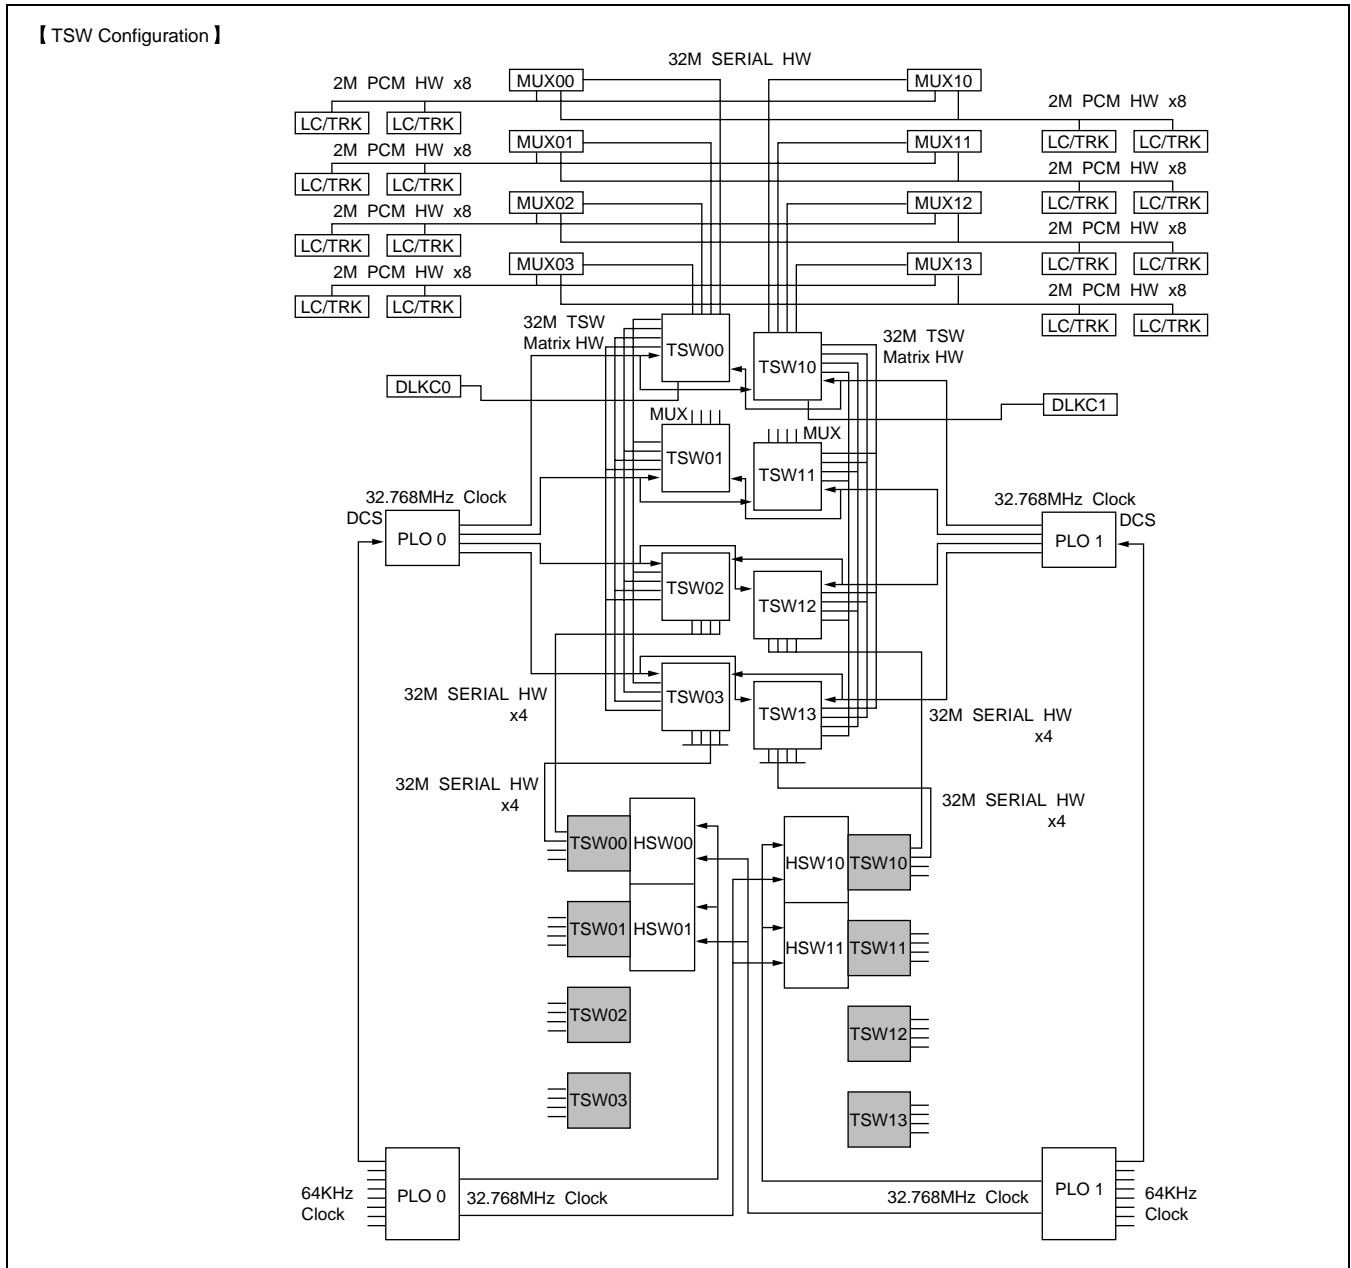 【 TSW Configuration 】
32M SERIAL HW
2M PCM HW x8
MUX00
MUX10
2M PCM HW x8
LC/TRK
LC/TRK
LC/TRK
LC/TRK
2M PCM HW x8
MUX01
MUX11
2M PCM HW x8
LC/TRK
LC/TRK
LC/TRK
LC/TRK
2M PCM HW x8
MUX02
MUX12
2M PCM HW x8
LC/TRK
LC/TRK
LC/TRK
LC/TRK
2M PCM HW x8
MUX03
MUX13
2M PCM HW x8
LC/TRK
LC/TRK
LC/TRK
LC/TRK
32M TSW
Matrix HW
TSW00
TSW10
32M TSW
Matrix HW
DLKC0
DLKC1
MUX
MUX
TSW01
TSW11
32.768MHz Clock
32.768MHz Clock
DCS
DCS
PLO 0
PLO 1
TSW02
TSW12
TSW03
TSW13
32M SERIAL HW
x4
32M SERIAL HW
x4
32M SERIAL HW
x4
32M SERIAL HW
x4
TSW00
HSW00
HSW10
TSW10
TSW01
HSW01
HSW11
TSW11
TSW02
TSW12
TSW03
TSW13
64KHz
Clock
PLO 0
32.768MHz Clock
32.768MHz Clock
PLO 1
64KHz
Clock